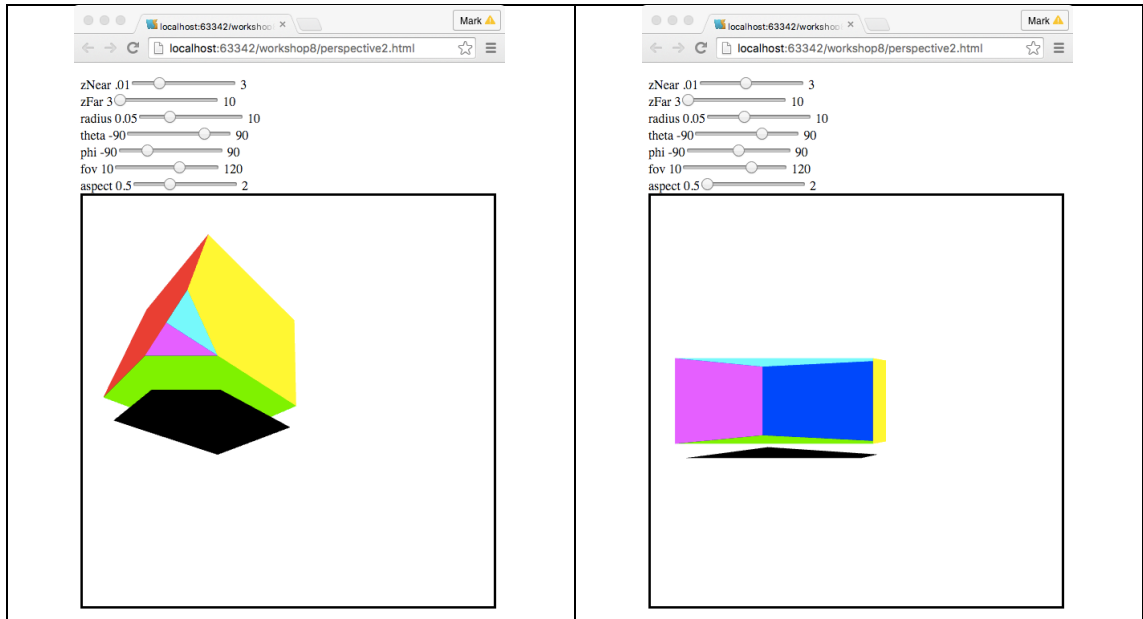 localhost:63342/workshop
Mark
localhost:63342/workshop8/perspective2.html
zNear .01 3
zFar 3 10
radius 0.05 10
theta -90 90
phi -90 90
fov 10 120
aspect 0.5 2
localhost:63342/workshop
Mark
localhost:63342/workshop8/perspective2.html
zNear .01 3
zFar 3 10
radius 0.05 10
theta -90 90
phi -90 90
fov 10 120
aspect 0.5 2